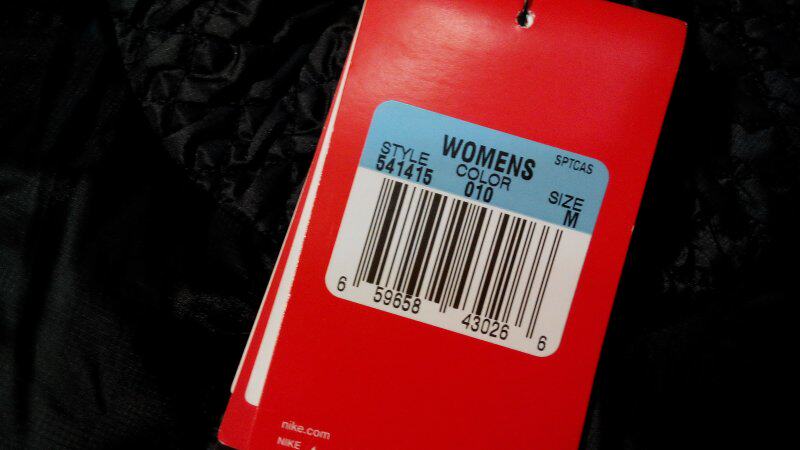 WOMENS
SPTCAS
STYLE COLOR SIZE
541415 010 M
6 59658 43026 6
nike.com
NIKE